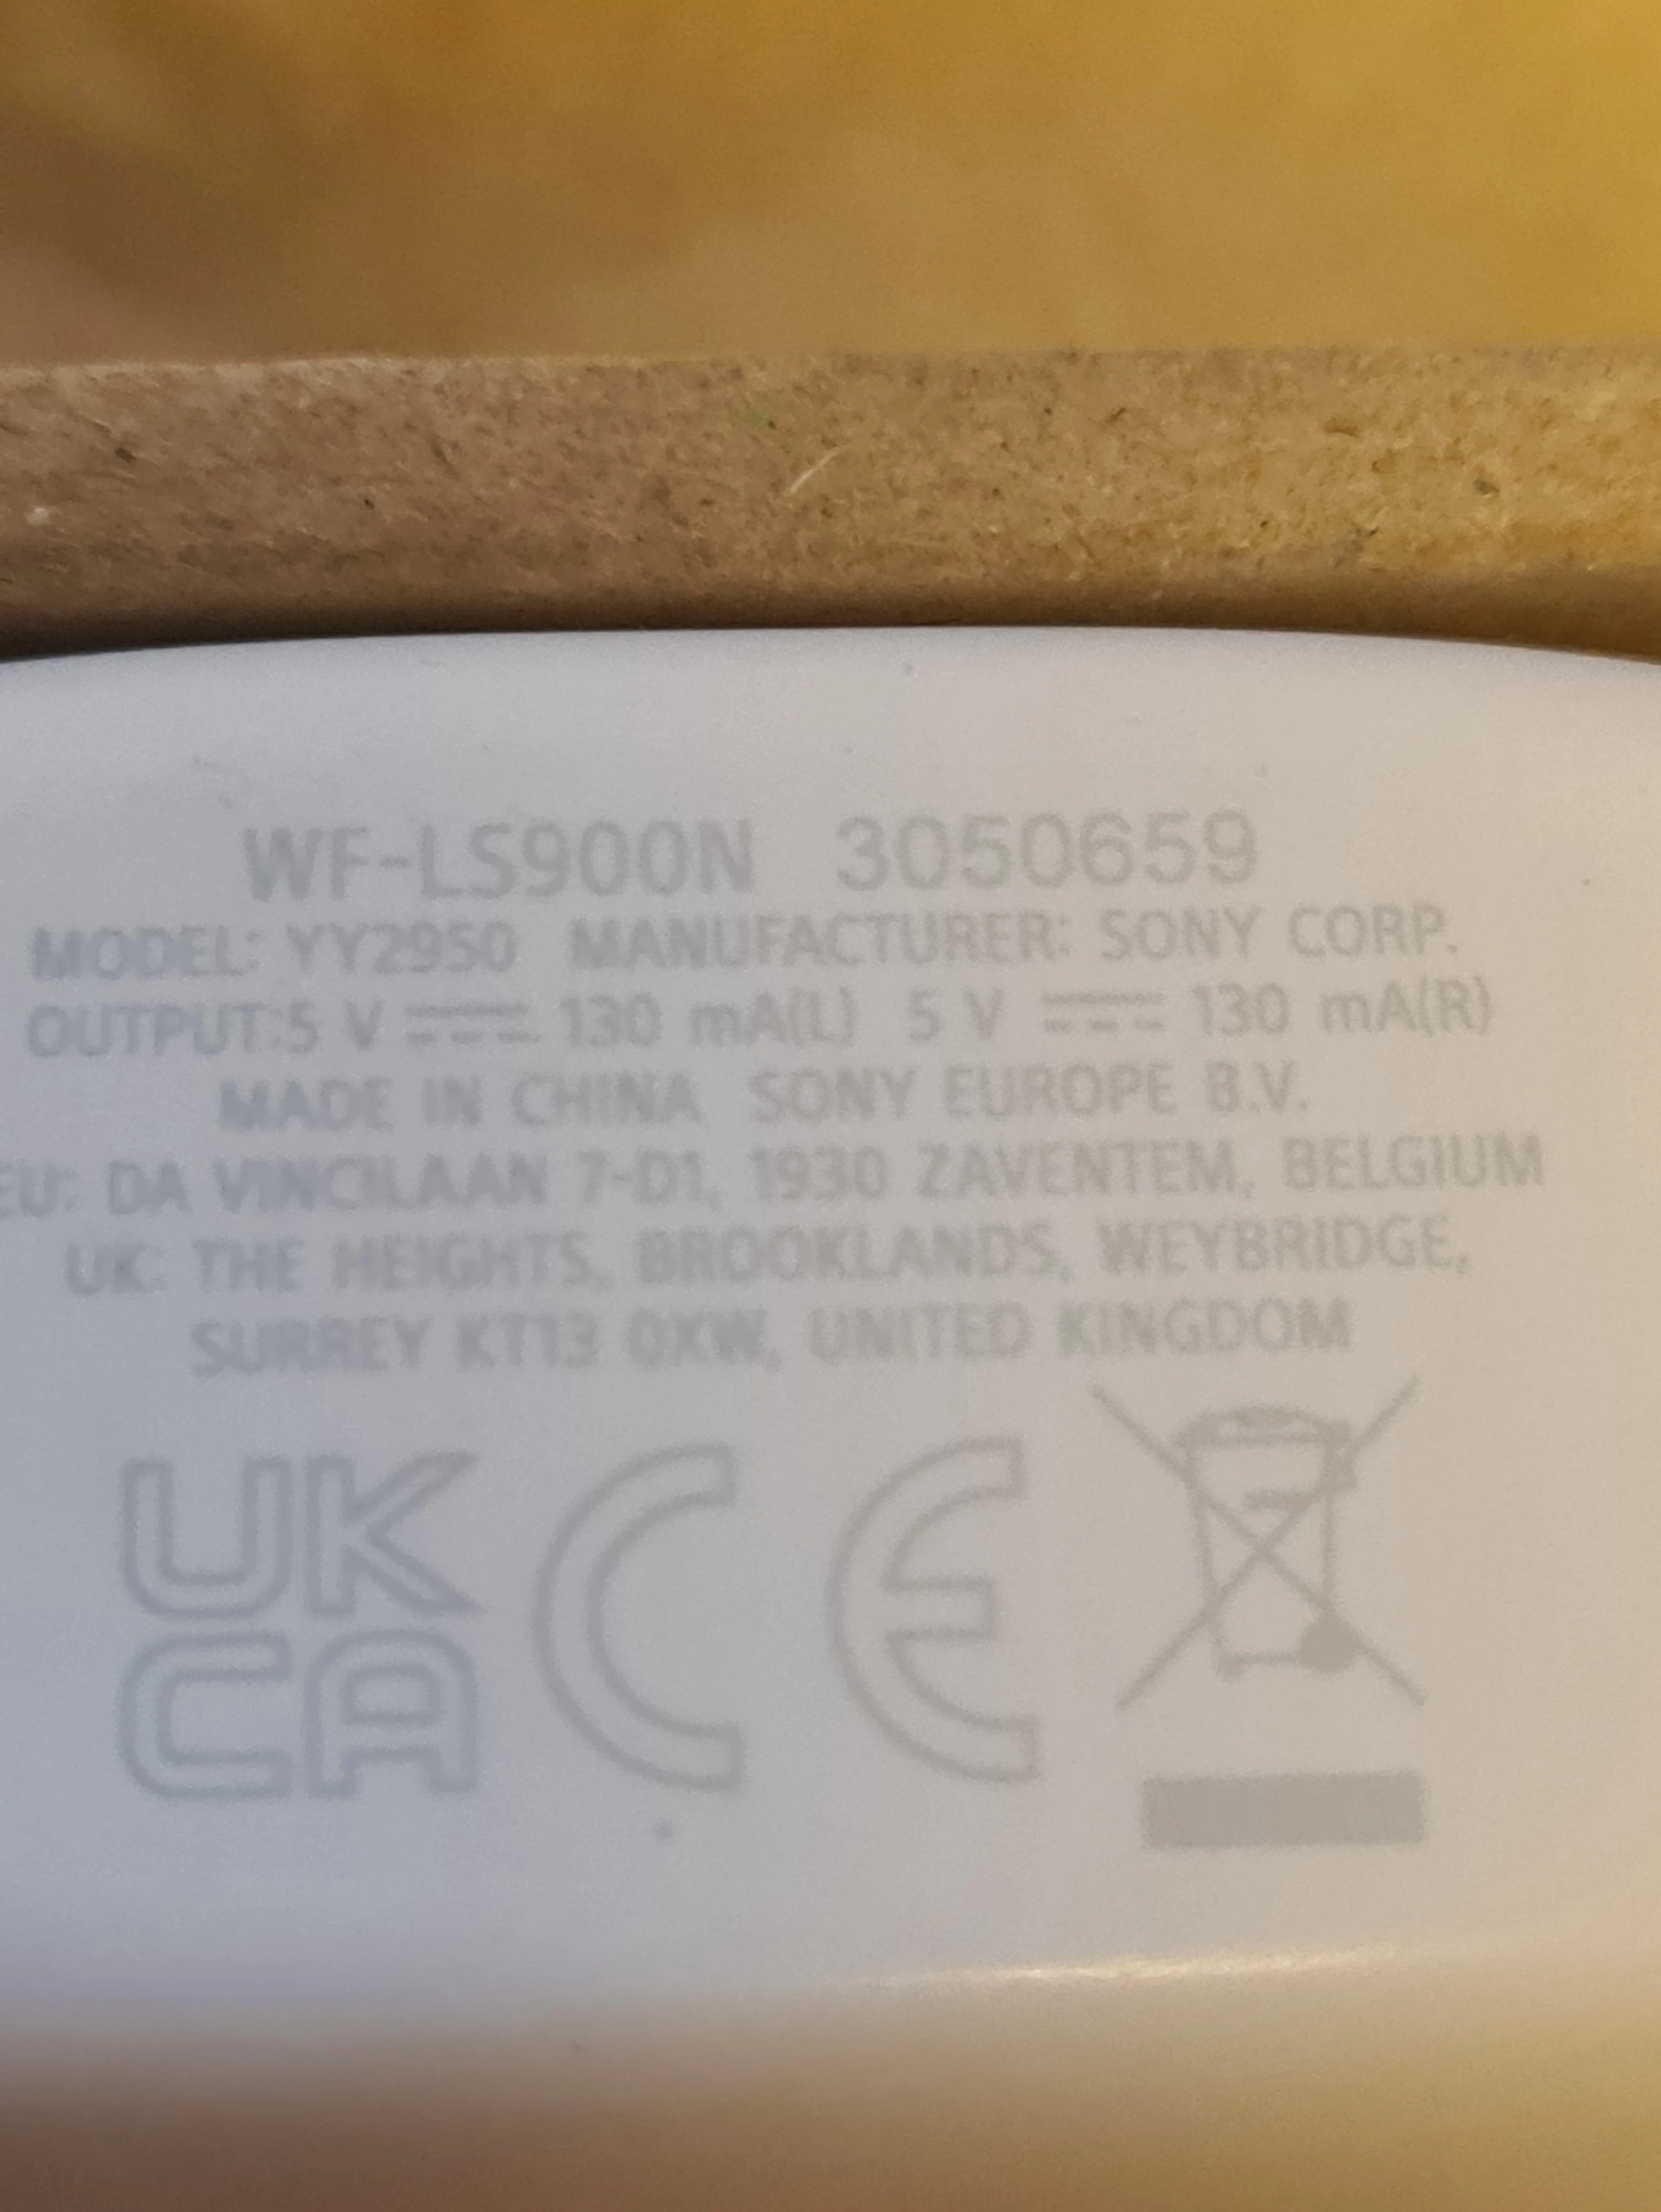 WF-LS900N 3050659
MODEL: YY2950 MANUFACTURER: SONY CORP.
OUTPUT:5 V ⎓ 130 mA(L) 5 V ⎓ 130 mA(R)
MADE IN CHINA SONY EUROPE B.V.
EU: DA VINCILAAN 7-D1, 1930 ZAVENTEM, BELGIUM
UK: THE HEIGHTS, BROOKLANDS, WEYBRIDGE,
SURREY KT13 0XW, UNITED KINGDOM
UK CE
CA